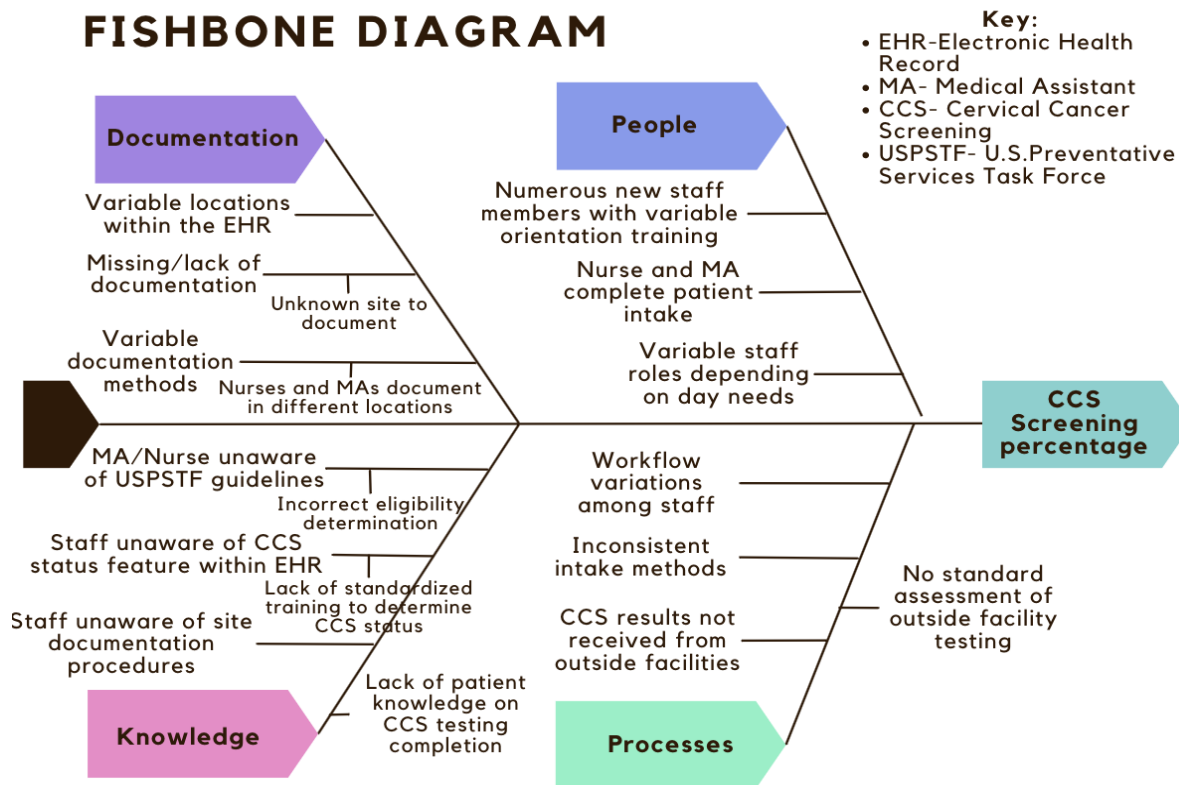 FISHBONE DIAGRAM
Key:
• EHR-Electronic Health
Record
• MA- Medical Assistant
• CCS- Cervical Cancer
Screening
• USPSTF- U.S.Preventative
Services Task Force
Documentation
Variable locations
within the EHR
Missing/lack of
documentation
Unknown site to
document
Variable
documentation
methods
Nurses and MAs document
in different locations
People
Numerous new staff
members with variable
orientation training
Nurse and MA
complete patient
intake
Variable staff
roles depending
on day needs
CCS
Screening
percentage
MA/Nurse unaware
of USPSTF guidelines
Incorrect eligibility
determination
Staff unaware of CCS
status feature within EHR
Lack of standardized
training to determine
CCS status
Staff unaware of site
documentation
procedures
Lack of patient
knowledge on
CCS testing
completion
Knowledge
Workflow
variations
among staff
Inconsistent
intake methods
CCS results not
received from
outside facilities
No standard
assessment of
outside facility
testing
Processes